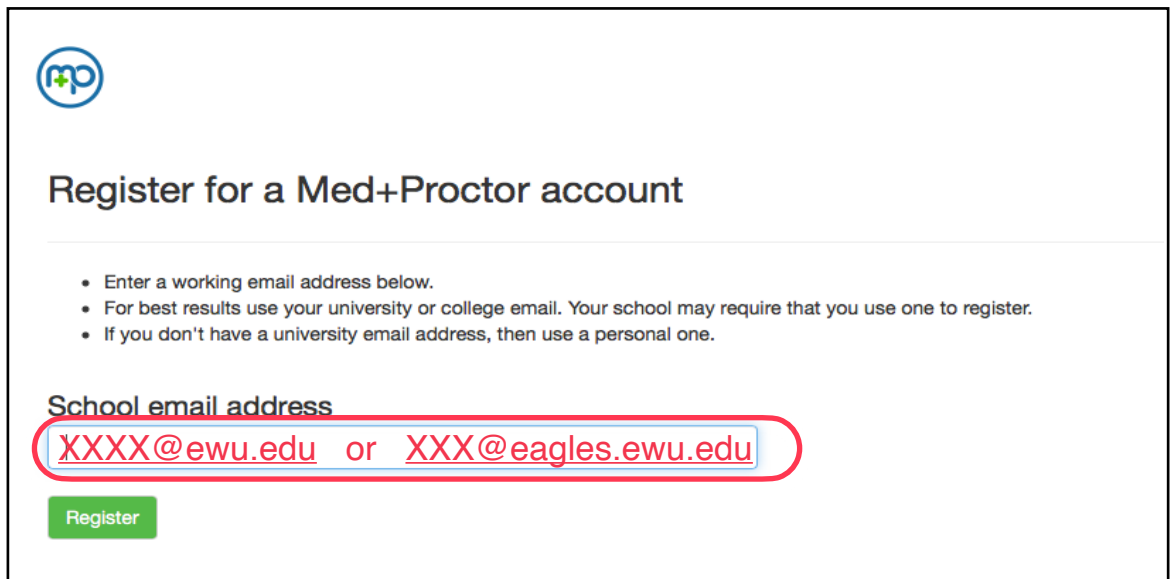 mp
Register for a Med+Proctor account
• Enter a working email address below.
• For best results use your university or college email. Your school may require that you use one to register.
• If you don't have a university email address, then use a personal one.
School email address
XXXX@ewu.edu or XXX@eagles.ewu.edu
Register